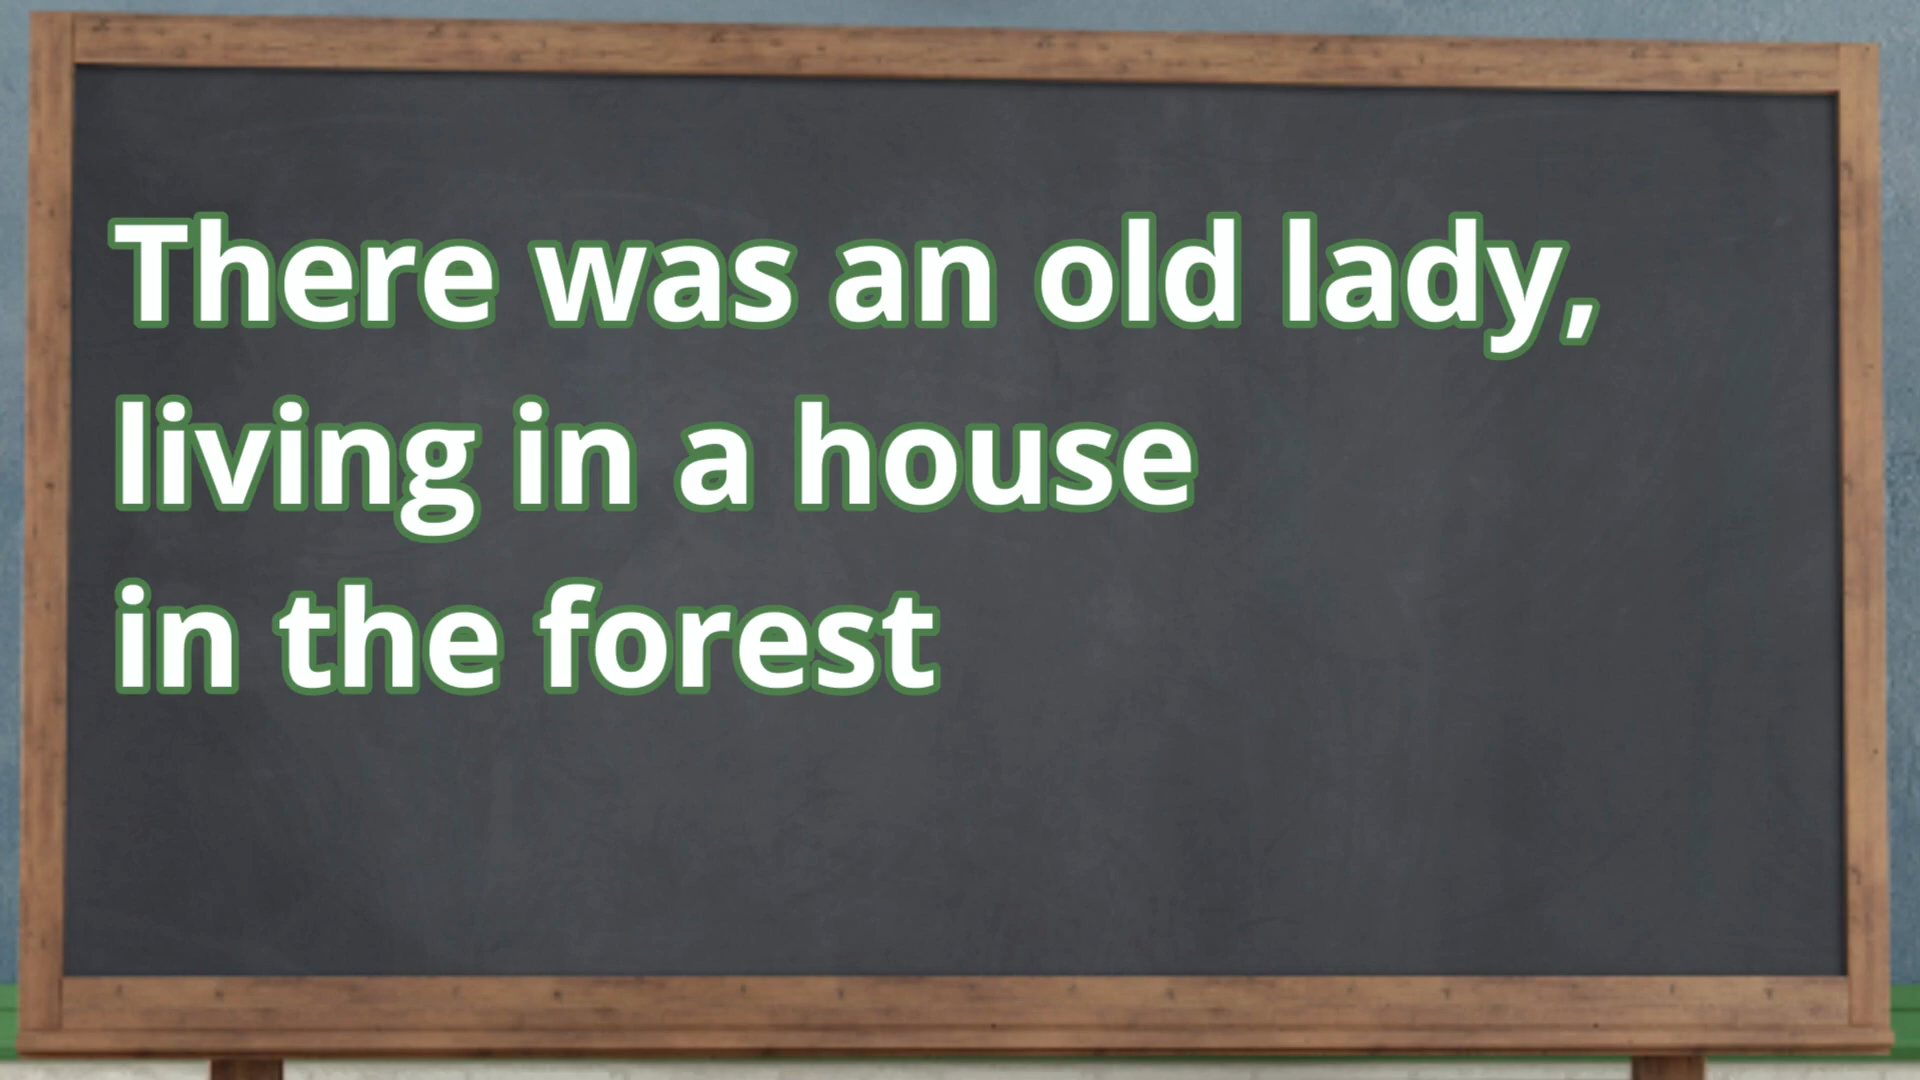 There was an old lady,
living in a house
in the forest